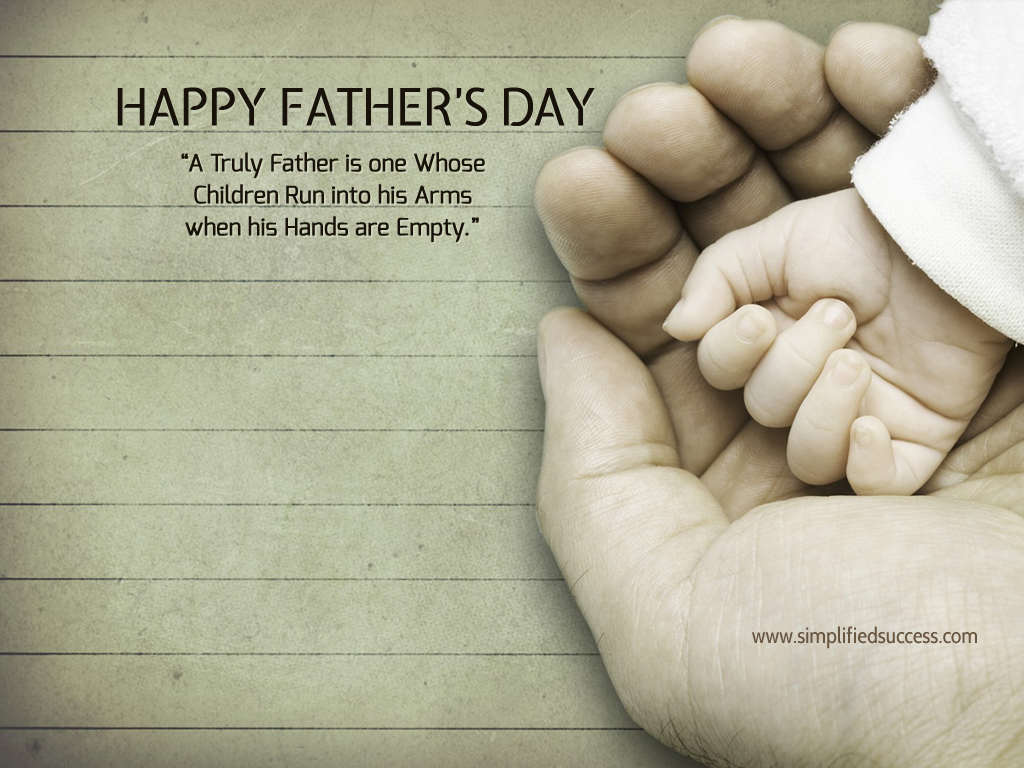 HAPPY FATHER'S DAY
“A Truly Father is one Whose
Children Run into his Arms
when his Hands are Empty.”
www.simplifiedsuccess.com